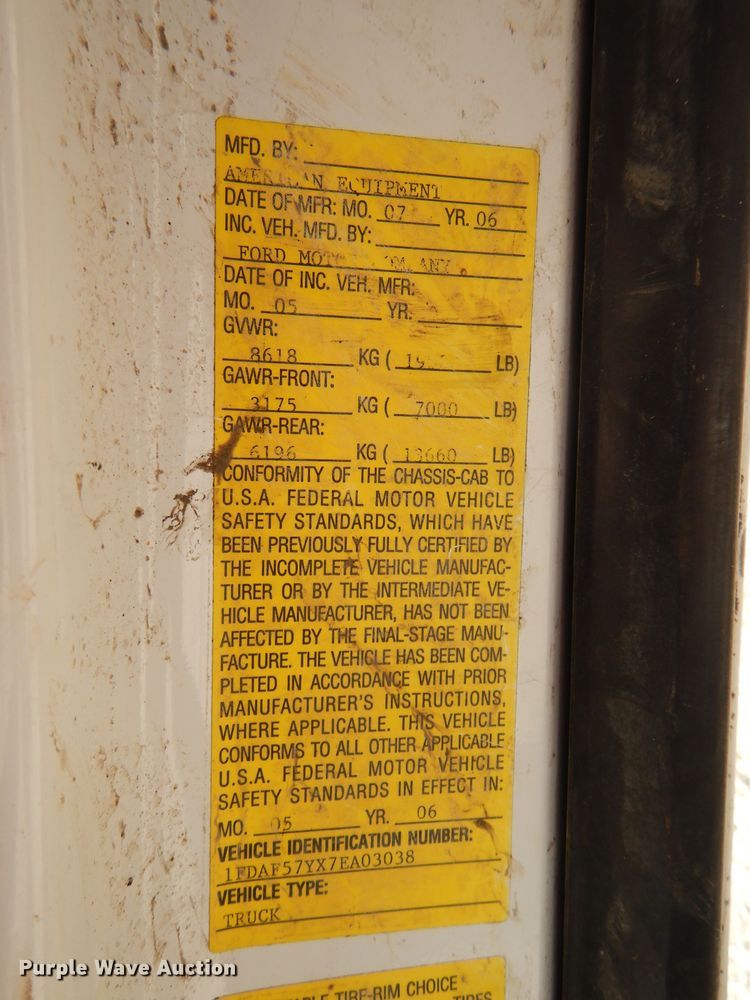 MFD. BY:
EQUIPMENT
DATE OF MFR: MO. 07 YR. 06
INC. VEH. MFD. BY:
FORD
DATE OF INC. VEH. MFR:
MO. 05 YR.
GVWR:
8618 KG ( LB)
GAWR-FRONT:
3175 KG ( 7000 LB)
GAWR-REAR:
6196 KG ( 13660 LB)
CONFORMITY OF THE CHASSIS-CAB TO
U.S.A. FEDERAL MOTOR VEHICLE
SAFETY STANDARDS, WHICH HAVE
BEEN PREVIOUSLY FULLY CERTIFIED BY
THE INCOMPLETE VEHICLE MANUFAC-
TURER OR BY THE INTERMEDIATE VE-
HICLE MANUFACTURER, HAS NOT BEEN
AFFECTED BY THE FINAL-STAGE MANU-
FACTURE. THE VEHICLE HAS BEEN COM-
PLETED IN ACCORDANCE WITH PRIOR
MANUFACTURER'S INSTRUCTIONS,
WHERE APPLICABLE. THIS VEHICLE
CONFORMS TO ALL OTHER APPLICABLE
U.S.A. FEDERAL MOTOR VEHICLE
SAFETY STANDARDS IN EFFECT IN:
MO. 05 YR. 06
VEHICLE IDENTIFICATION NUMBER:
1FDAF57YX7EA03038
VEHICLE TYPE:
TRUCK
TIRE-RIM CHOICE
Purple Wave Auction